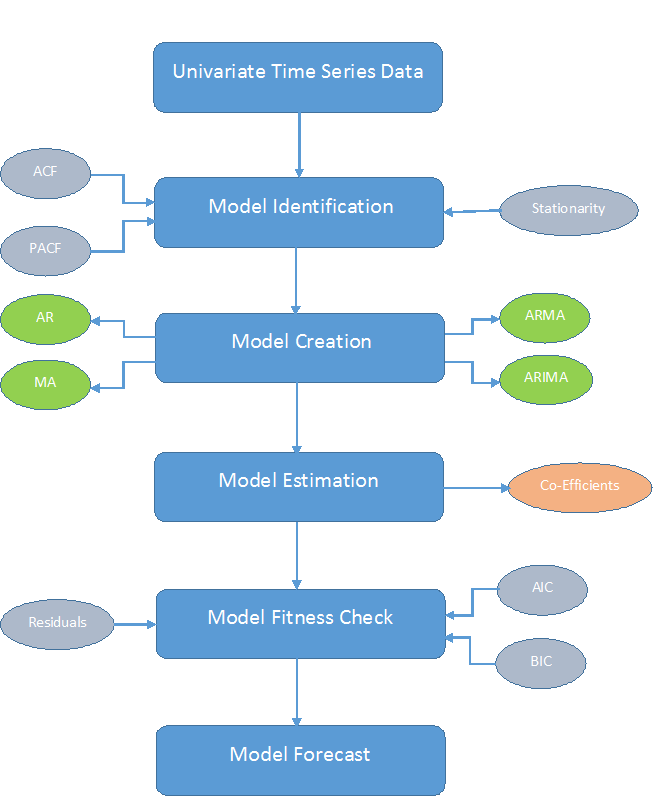 Univariate Time Series Data
ACF
Model Identification
Stationarity
PACF
AR
ARMA
Model Creation
MA
ARIMA
Model Estimation
Co-Efficients
AIC
Residuals
Model Fitness Check
BIC
Model Forecast